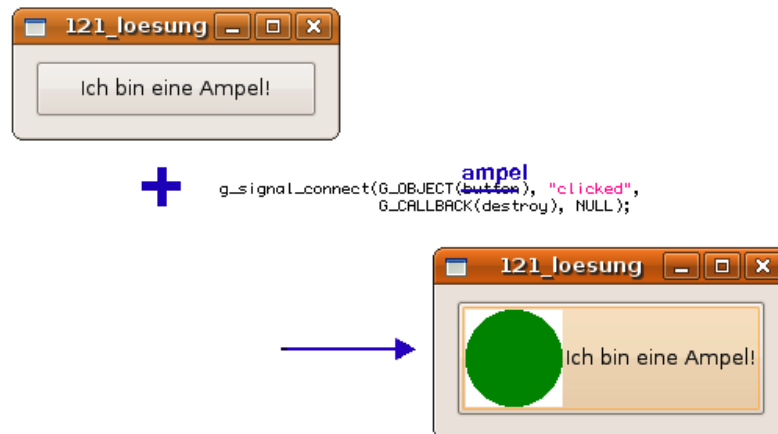 121_loesung
Ich bin eine Ampel!
ampel
g_signal_connect(G_OBJECT(button), "clicked",
G_CALLBACK(destroy), NULL);
121_loesung
Ich bin eine Ampel!